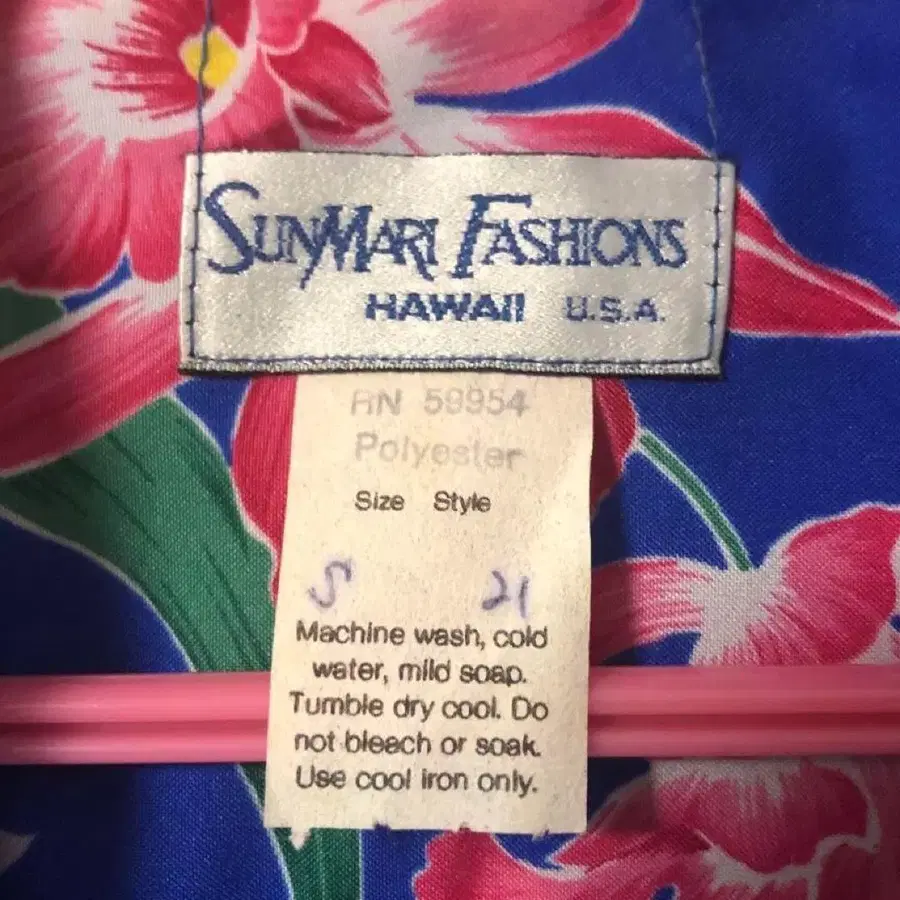 SUNMARI FASHIONS
HAWAII U.S.A.
RN 59954
Polyester
Size Style
S 21
Machine wash, cold
water, mild soap.
Tumble dry cool. Do
not bleach or soak.
Use cool iron only.